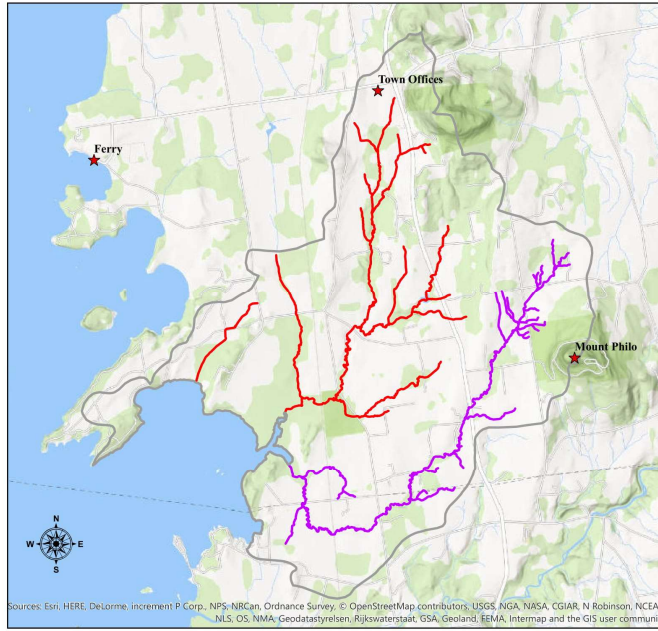 Town Offices
Ferry
Mount Philo
N
W E
S
Sources: Esri, HERE, DeLorme, increment P Corp., NPS, NRCan, Ordnance Survey, © OpenStreetMap contributors, USGS, NGA, NASA, CGIAR, N Robinson, NCEA
NLS, OS, NMA, Geodatastyrelsen, Rijkswaterstaat, GSA, Geoland, FEMA, Intermap and the GIS user communi